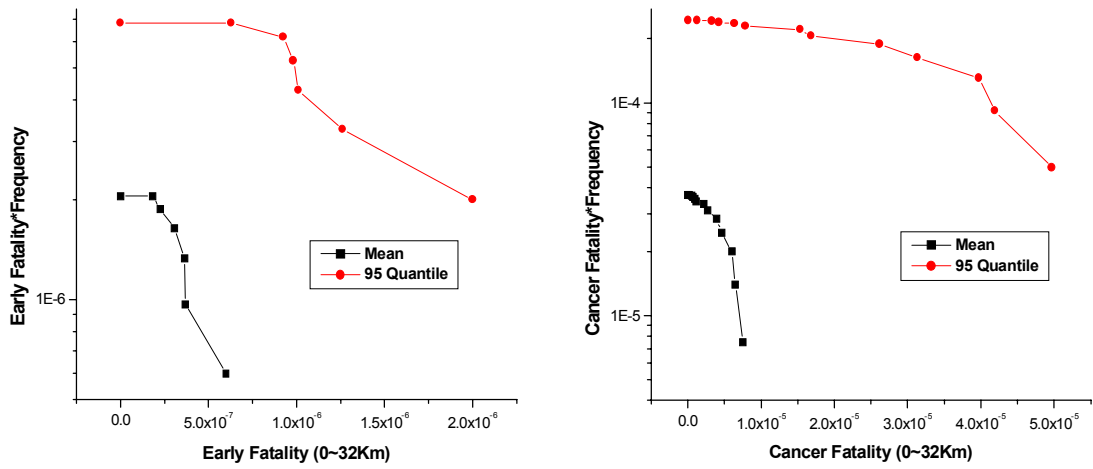 Early Fatality*Frequency
1E-6
Mean
95 Quantile
0.0 5.0x10⁻⁷ 1.0x10⁻⁶ 1.5x10⁻⁶ 2.0x10⁻⁶
Early Fatality (0~32Km)
Cancer Fatality*Frequency
1E-4
1E-5
Mean
95 Quantile
0.0 1.0x10⁻⁵ 2.0x10⁻⁵ 3.0x10⁻⁵ 4.0x10⁻⁵ 5.0x10⁻⁵
Cancer Fatality (0~32Km)